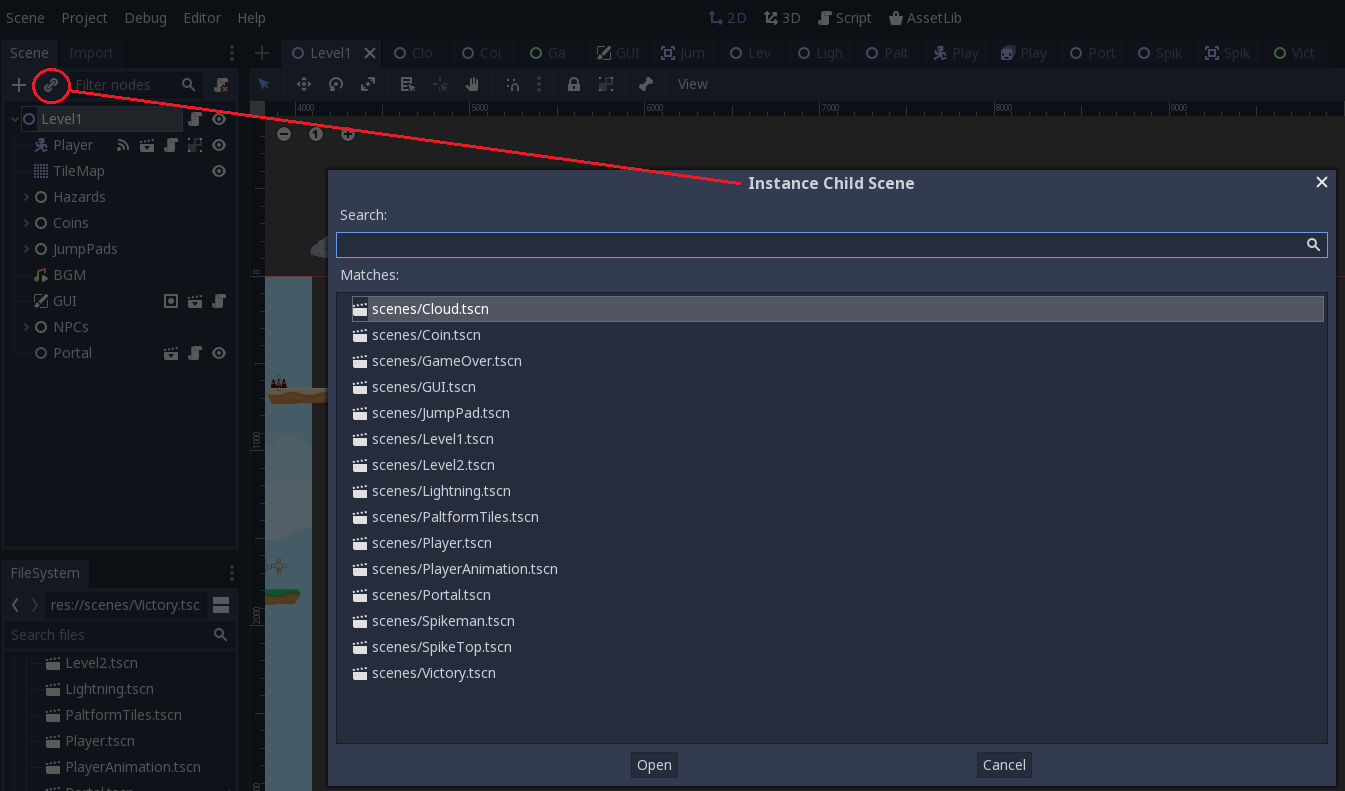 Scene Project Debug Editor Help 2D 3D Script AssetLib
Scene Import Level1 Clo Coi Ga GUI Jum Lev Ligh Palt Play Play Port Spik Spik Vict
Filter nodes View
4000 5000 6000 7000 8000 9000
Level1
Player
TileMap
Hazards
Coins
JumpPads
BGM
GUI
NPCs
Portal
0
1000
2000
Instance Child Scene
Search:
Matches:
scenes/Cloud.tscn
scenes/Coin.tscn
scenes/GameOver.tscn
scenes/GUI.tscn
scenes/JumpPad.tscn
scenes/Level1.tscn
scenes/Level2.tscn
scenes/Lightning.tscn
scenes/PaltformTiles.tscn
scenes/Player.tscn
scenes/PlayerAnimation.tscn
scenes/Portal.tscn
scenes/Spikeman.tscn
scenes/SpikeTop.tscn
scenes/Victory.tscn
Open Cancel
FileSystem
res://scenes/Victory.tsc
Search files
Level2.tscn
Lightning.tscn
PaltformTiles.tscn
Player.tscn
PlayerAnimation.tscn
Portal.tscn